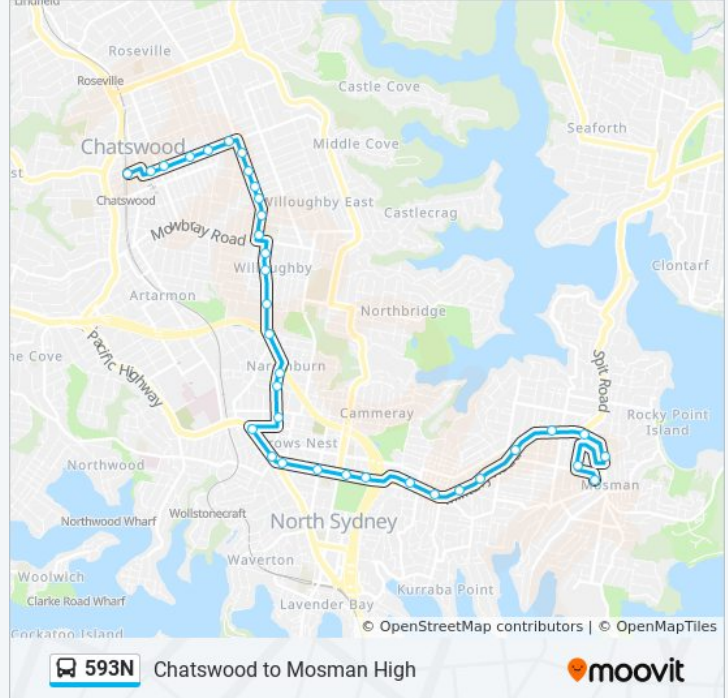 Lindfield
Roseville
Roseville
Castle Cove
Seaforth
Chatswood
Middle Cove
st
Chatswood
Willoughby East
Castlecrag
Mowbray Road
Willoughby
Clontarf
Artarmon
Northbridge
ne Cove
Pacific Highway
Naremburn
Spit Road
Cammeray
Rocky Point
Island
rows Nest
Northwood
Mosman
Wollstonecraft
Northwood Wharf
North Sydney
Waverton
Woolwich
Kurraba Point
Clarke Road Wharf
Lavender Bay
Cockatoo Island
© OpenStreetMap contributors | © OpenMapTiles
593N Chatswood to Mosman High
moovit